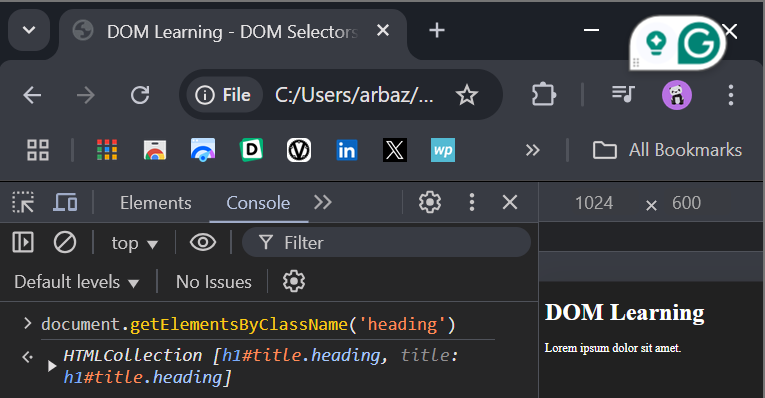 DOM Learning - DOM Selectors
File C:/Users/arbaz/...
wp
All Bookmarks
Elements Console
1024 × 600
top Filter
Default levels No Issues
document.getElementsByClassName('heading')
HTMLCollection [h1#title.heading, title:
h1#title.heading]
DOM Learning
Lorem ipsum dolor sit amet.